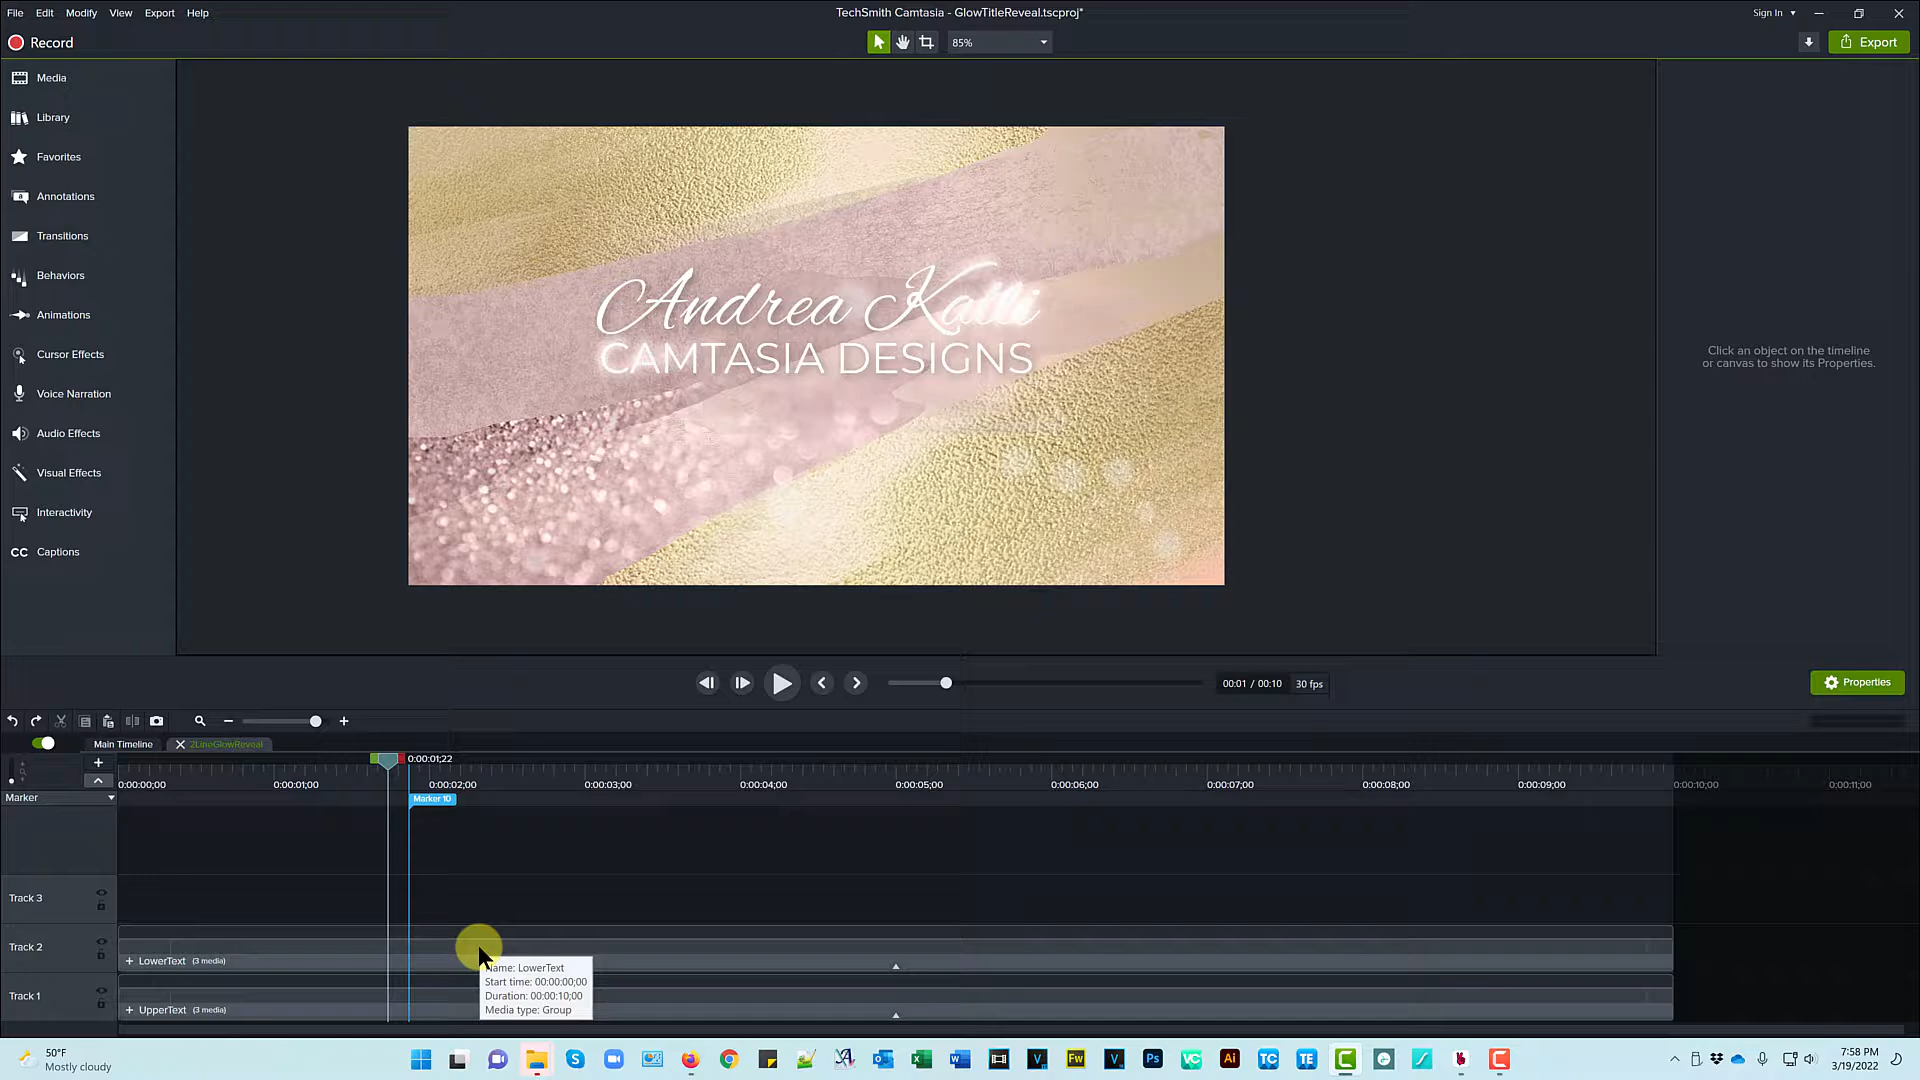 File Edit Modify View Export Help
TechSmith Camtasia - GlowTitleReveal.tscproj*
Sign In
Record
85%
Export
Media
Library
Favorites
Annotations
Transitions
Behaviors
Animations
Cursor Effects
Voice Narration
Audio Effects
Visual Effects
Interactivity
CC Captions
Andrea Katti
CAMTASIA DESIGNS
Click an object on the timeline
or canvas to show its Properties.
00:01 / 00:10 30 fps
Properties
Main Timeline
2LineGlowReveal
0:00:01;22
0:00:00;00 0:00:01;00 0:00:02;00 0:00:03;00 0:00:04;00 0:00:05;00 0:00:06;00 0:00:07;00 0:00:08;00 0:00:09;00 0:00:10;00 0:00:11;00
Marker
Marker 10
Track 3
Track 2
+ LowerText (3 media)
Name: LowerText
Start time: 00:00:00;00
Duration: 00:00:10;00
Media type: Group
Track 1
+ UpperText (3 media)
50°F
Mostly cloudy
7:58 PM
3/19/2022